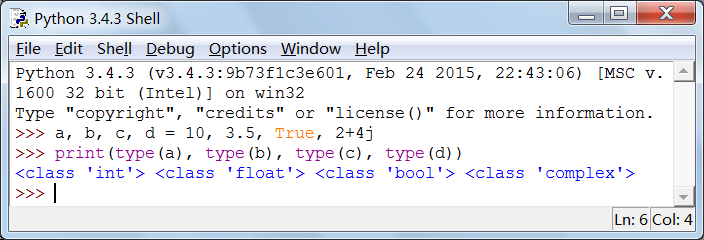 Python 3.4.3 Shell
File Edit Shell Debug Options Window Help
Python 3.4.3 (v3.4.3:9b73f1c3e601, Feb 24 2015, 22:43:06) [MSC v.
1600 32 bit (Intel)] on win32
Type "copyright", "credits" or "license()" for more information.
>>> a, b, c, d = 10, 3.5, True, 2+4j
>>> print(type(a), type(b), type(c), type(d))
<class 'int'> <class 'float'> <class 'bool'> <class 'complex'>
>>>
Ln: 6 Col: 4